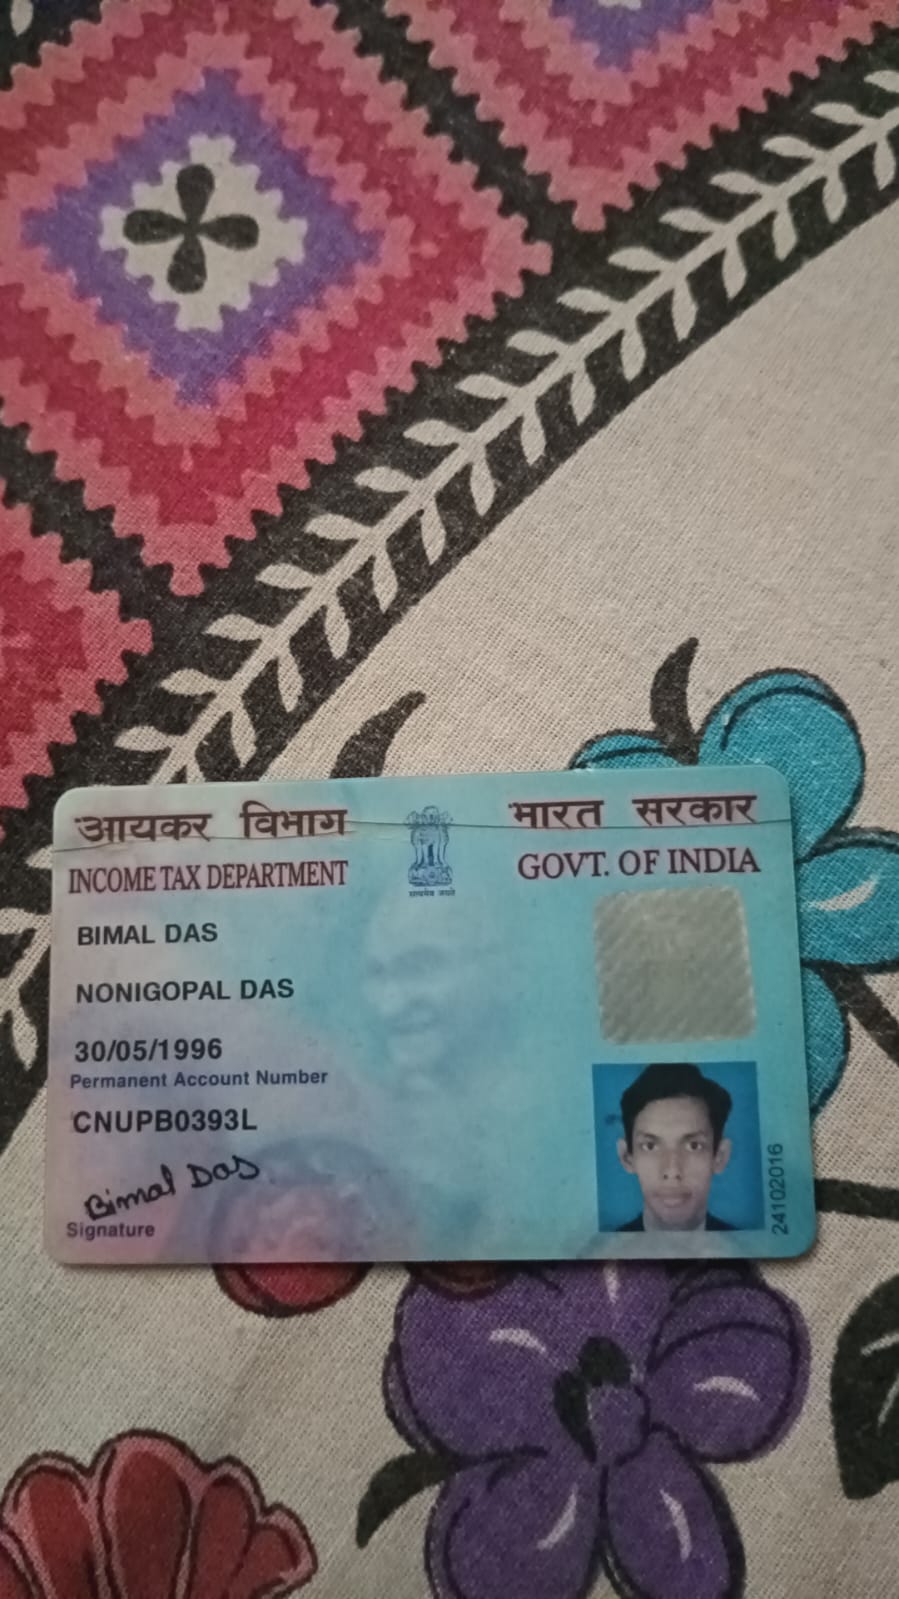 आयकर विभाग
INCOME TAX DEPARTMENT
सत्यमेव जयते
भारत सरकार
GOVT. OF INDIA
BIMAL DAS
NONIGOPAL DAS
30/05/1996
Permanent Account Number
CNUPB0393L
Bimal Das
Signature
24102016